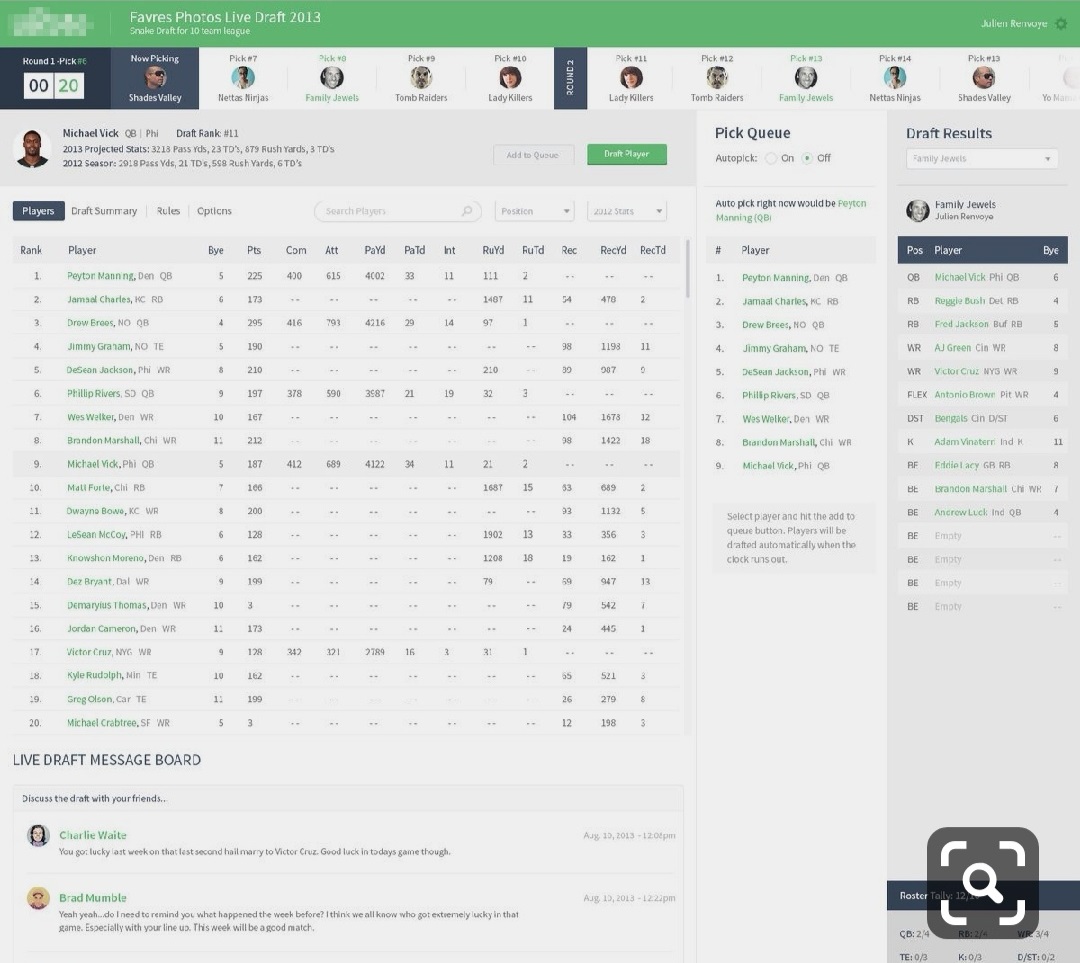 Favres Photos Live Draft 2013
Snake Draft for 10 team league
Julien Renvoye
Round 1 - Pick #6
00 20
Now Picking
Shades Valley
Pick #7
Nettas Ninjas
Pick #8
Family Jewels
Pick #9
Tomb Raiders
Pick #10
Lady Killers
ROUND 2
Pick #11
Lady Killers
Pick #12
Tomb Raiders
Pick #13
Family Jewels
Pick #14
Nettas Ninjas
Pick #13
Shades Valley
Michael Vick QB | Phi Draft Rank: #11
2013 Projected Stats: 3213 Pass Yds, 23 TD's, 879 Rush Yards, 3 TD's
2012 Season: 2918 Pass Yds, 21 TD's, 598 Rush Yards, 6 TD's
Add to Queue
Draft Player
Players Draft Summary Rules Options
Search Players
Position
2012 Stats
Rank Player Bye Pts Com Att PaYd PaTd Int RuYd RuTd Rec RecYd RecTd
1. Peyton Manning, Den QB 5 225 400 615 4002 33 11 111 2 -- -- --
2. Jamaal Charles, KC RB 6 173 -- -- -- -- -- 1487 11 54 478 2
3. Drew Brees, NO QB 4 295 416 793 4216 29 14 97 1 -- -- --
4. Jimmy Graham, NO TE 5 190 -- -- -- -- -- -- -- 98 1198 11
5. DeSean Jackson, Phi WR 8 210 -- -- -- -- -- 210 -- 89 987 9
6. Phillip Rivers, SD QB 9 197 378 590 3987 21 19 32 3 -- -- --
7. Wes Welker, Den WR 10 167 -- -- -- -- -- -- -- 104 1678 12
8. Brandon Marshall, Chi WR 11 212 -- -- -- -- -- -- -- 98 1422 18
9. Michael Vick, Phi QB 5 187 412 689 4122 34 11 21 2 -- -- --
10. Matt Forte, Chi RB 7 166 -- -- -- -- -- 1687 15 63 689 2
11. Dwayne Bowe, KC WR 8 200 -- -- -- -- -- -- -- 93 1132 5
12. LeSean McCoy, PHI RB 6 128 -- -- -- -- -- 1902 13 33 356 3
13. Knowshon Moreno, Den RB 6 162 -- -- -- -- -- 1208 18 19 162 1
14. Dez Bryant, Dal WR 9 199 -- -- -- -- -- 79 -- 69 947 13
15. Demaryius Thomas, Den WR 10 3 -- -- -- -- -- -- -- 79 542 7
16. Jordan Cameron, Den WR 11 173 -- -- -- -- -- -- -- 24 445 1
17. Victor Cruz, NYG WR 9 128 342 321 2789 16 3 31 1 -- -- --
18. Kyle Rudolph, Min TE 10 162 -- -- -- -- -- -- -- 55 521 3
19. Greg Olson, Car TE 11 199 -- -- -- -- -- -- -- 26 279 8
20. Michael Crabtree, SF WR 5 3 -- -- -- -- -- -- -- 12 198 3
LIVE DRAFT MESSAGE BOARD
Discuss the draft with your friends..
Charlie Waite
Aug. 10, 2013 - 12:08pm
You got lucky last week on that last second hail marry to Victor Cruz. Good luck in todays game though.
Brad Mumble
Aug. 10, 2013 - 12:22pm
Yeah yeah...do I need to remind you what happened the week before? I think we all know who got extremely lucky in that
game. Especially with your line up. This week will be a good match.
Pick Queue
Autopick: On Off
Auto pick right now would be Peyton
Manning (QB)
# Player
1. Peyton Manning, Den QB
2. Jamaal Charles, KC RB
3. Drew Brees, NO QB
4. Jimmy Graham, NO TE
5. DeSean Jackson, Phi WR
6. Phillip Rivers, SD QB
7. Wes Welker, Den WR
8. Brandon Marshall, Chi WR
9. Michael Vick, Phi QB
Select player and hit the add to
queue button. Players will be
drafted automatically when the
clock runs out.
Draft Results
Family Jewels
Family Jewels
Julien Renvoye
Pos Player Bye
QB Michael Vick Phi QB 6
RB Reggie Bush Det RB 4
RB Fred Jackson Buf RB 5
WR AJ Green Cin WR 8
WR Victor Cruz NYG WR 9
FLEX Antonio Brown Pit WR 4
DST Bengals Cin D/ST 6
K Adam Vinatern Ind K 11
BE Eddie Lacy GB RB 8
BE Brandon Marshall Chi WR 7
BE Andrew Luck Ind QB 4
BE Empty --
BE Empty --
BE Empty --
BE Empty --
Roster Tally:
QB: 2/4 RB: 2/4 WR: 3/4
TE: 0/3 K: 0/3 D/ST: 0/2